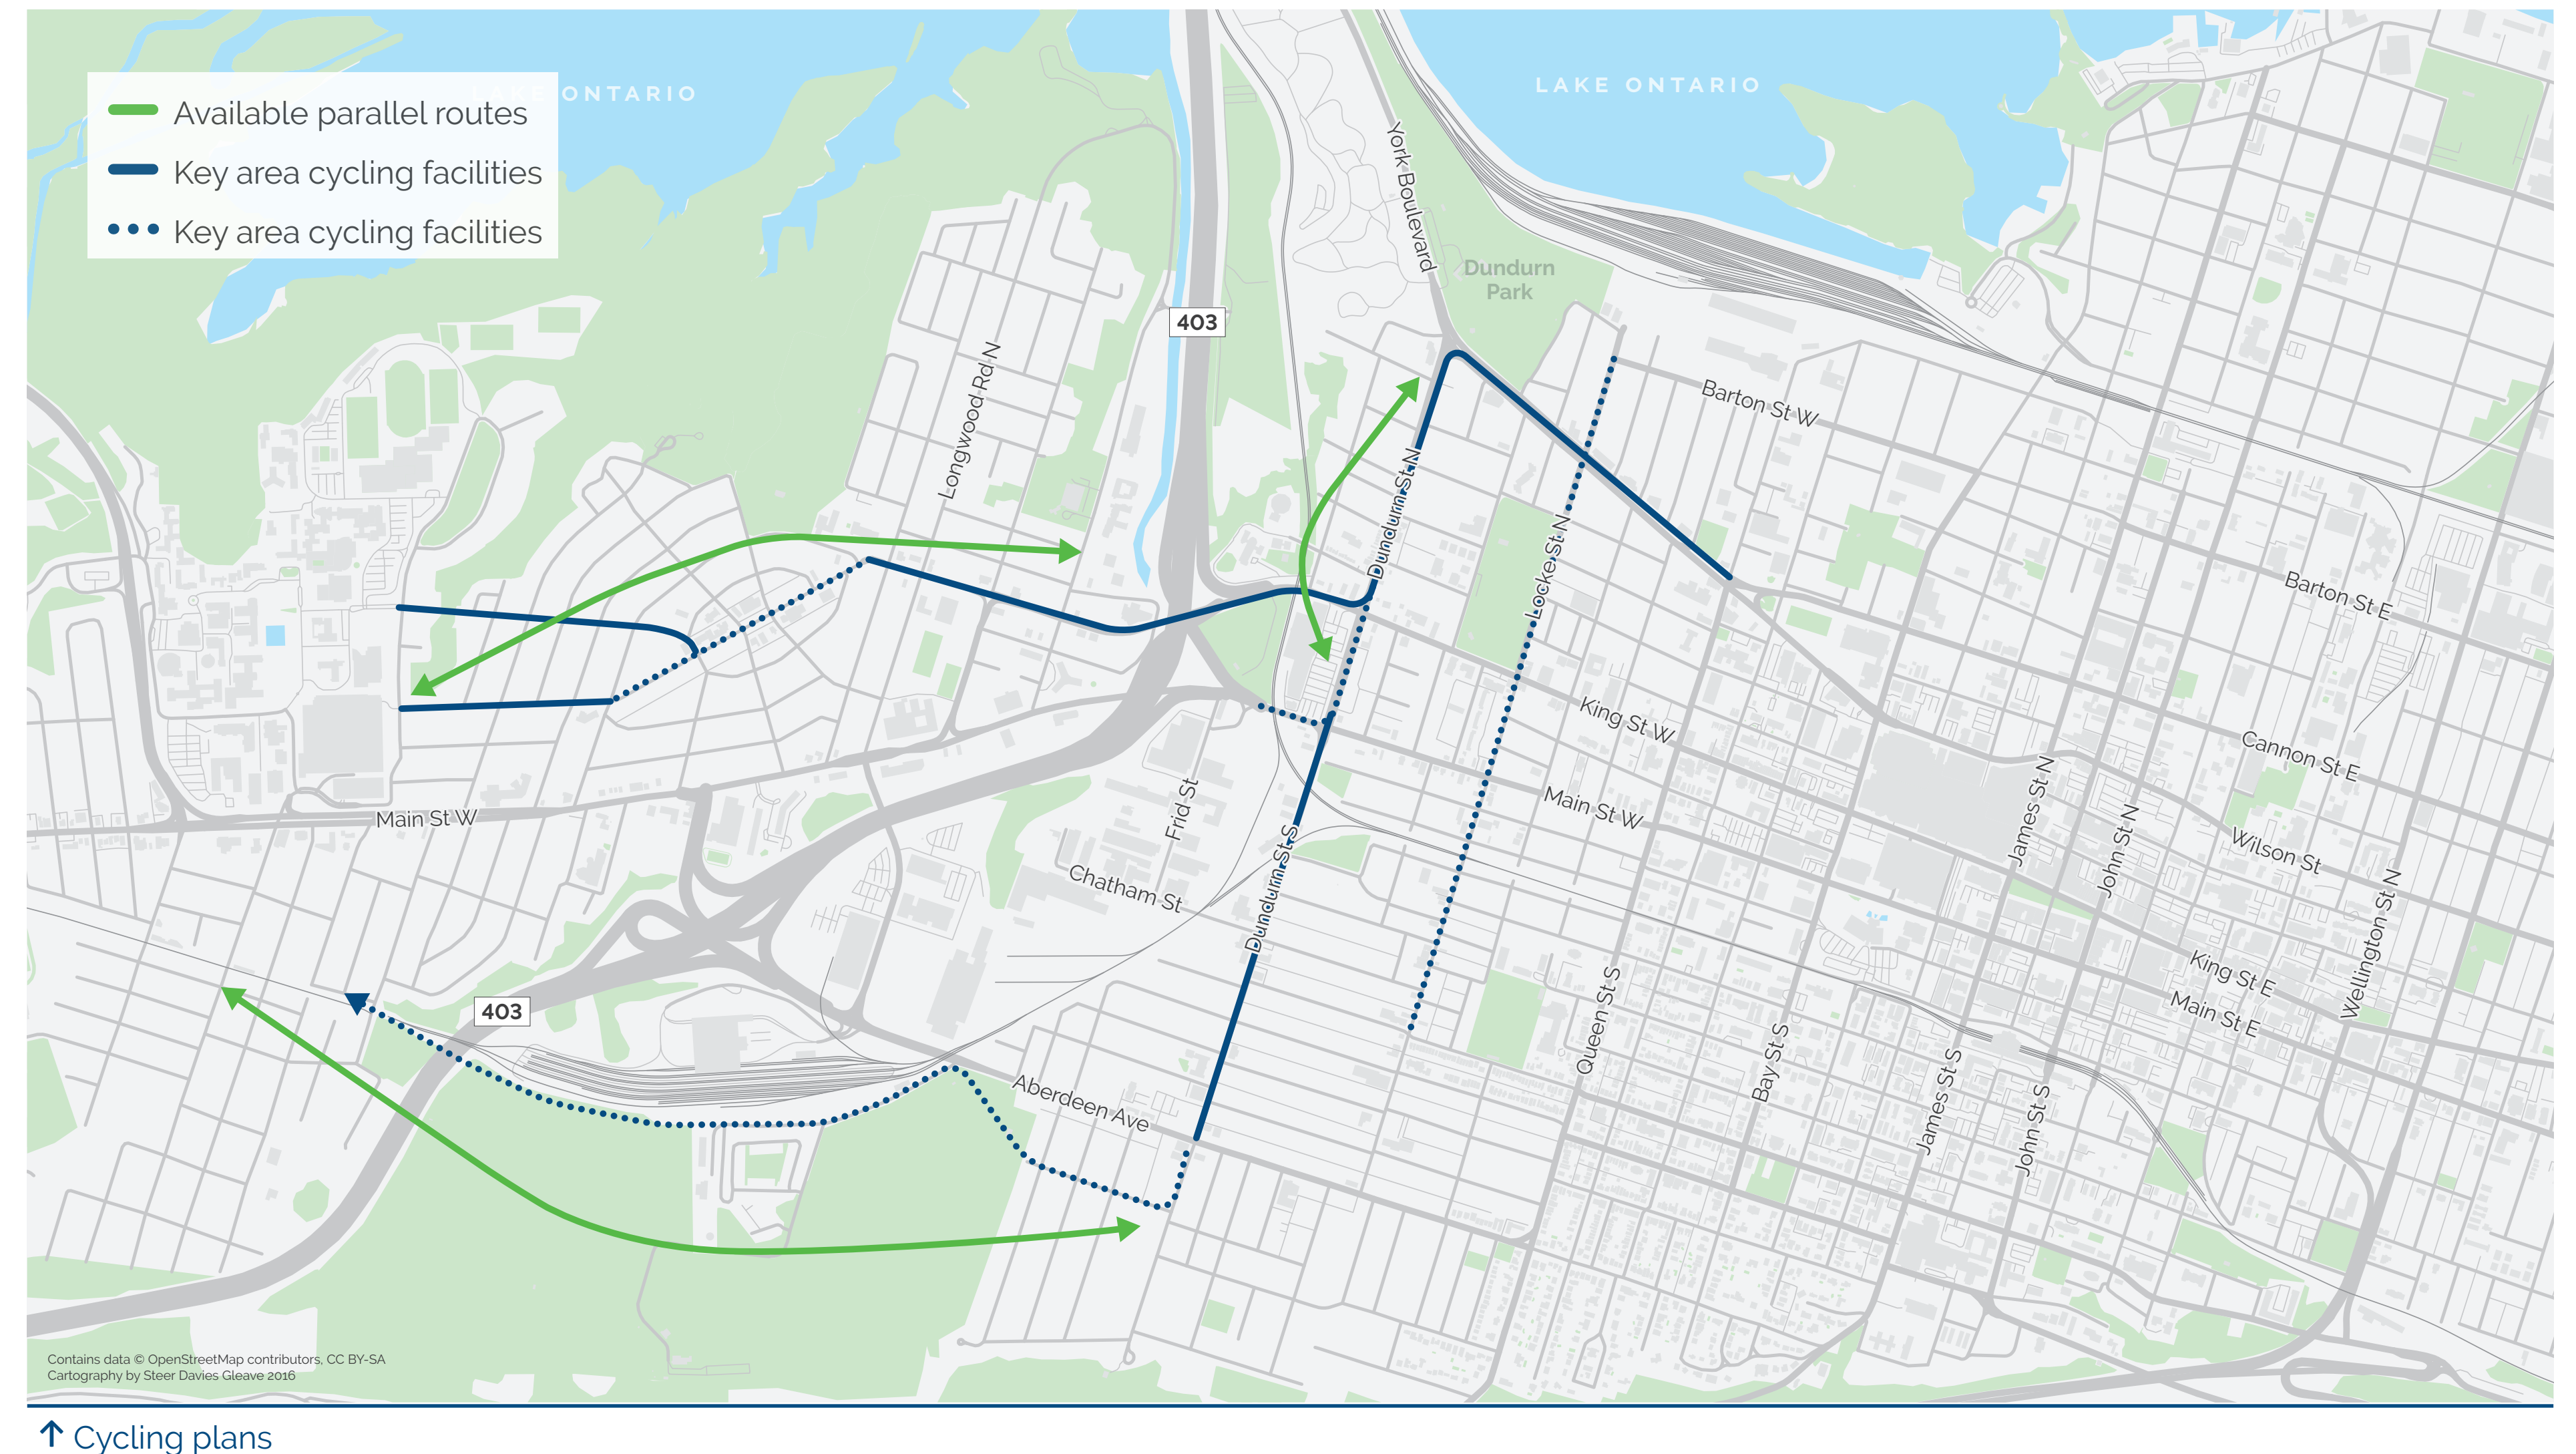 LAKE ONTARIO
LAKE ONTARIO
Available parallel routes
Key area cycling facilities
Key area cycling facilities
York Boulevard
Dundurn
Park
403
Longwood Rd N
Barton St W
Dundurn St N
Locke St N
Barton St E
King St W
Main St W
Cannon St E
Main St W
Frid St
James St N
John St N
Wilson St
Chatham St
Dundurn St S
Wellington St N
King St E
Main St E
403
Queen St S
Bay St S
James St S
John St S
Aberdeen Ave
Contains data © OpenStreetMap contributors, CC BY-SA
Cartography by Steer Davies Gleave 2016
↑ Cycling plans